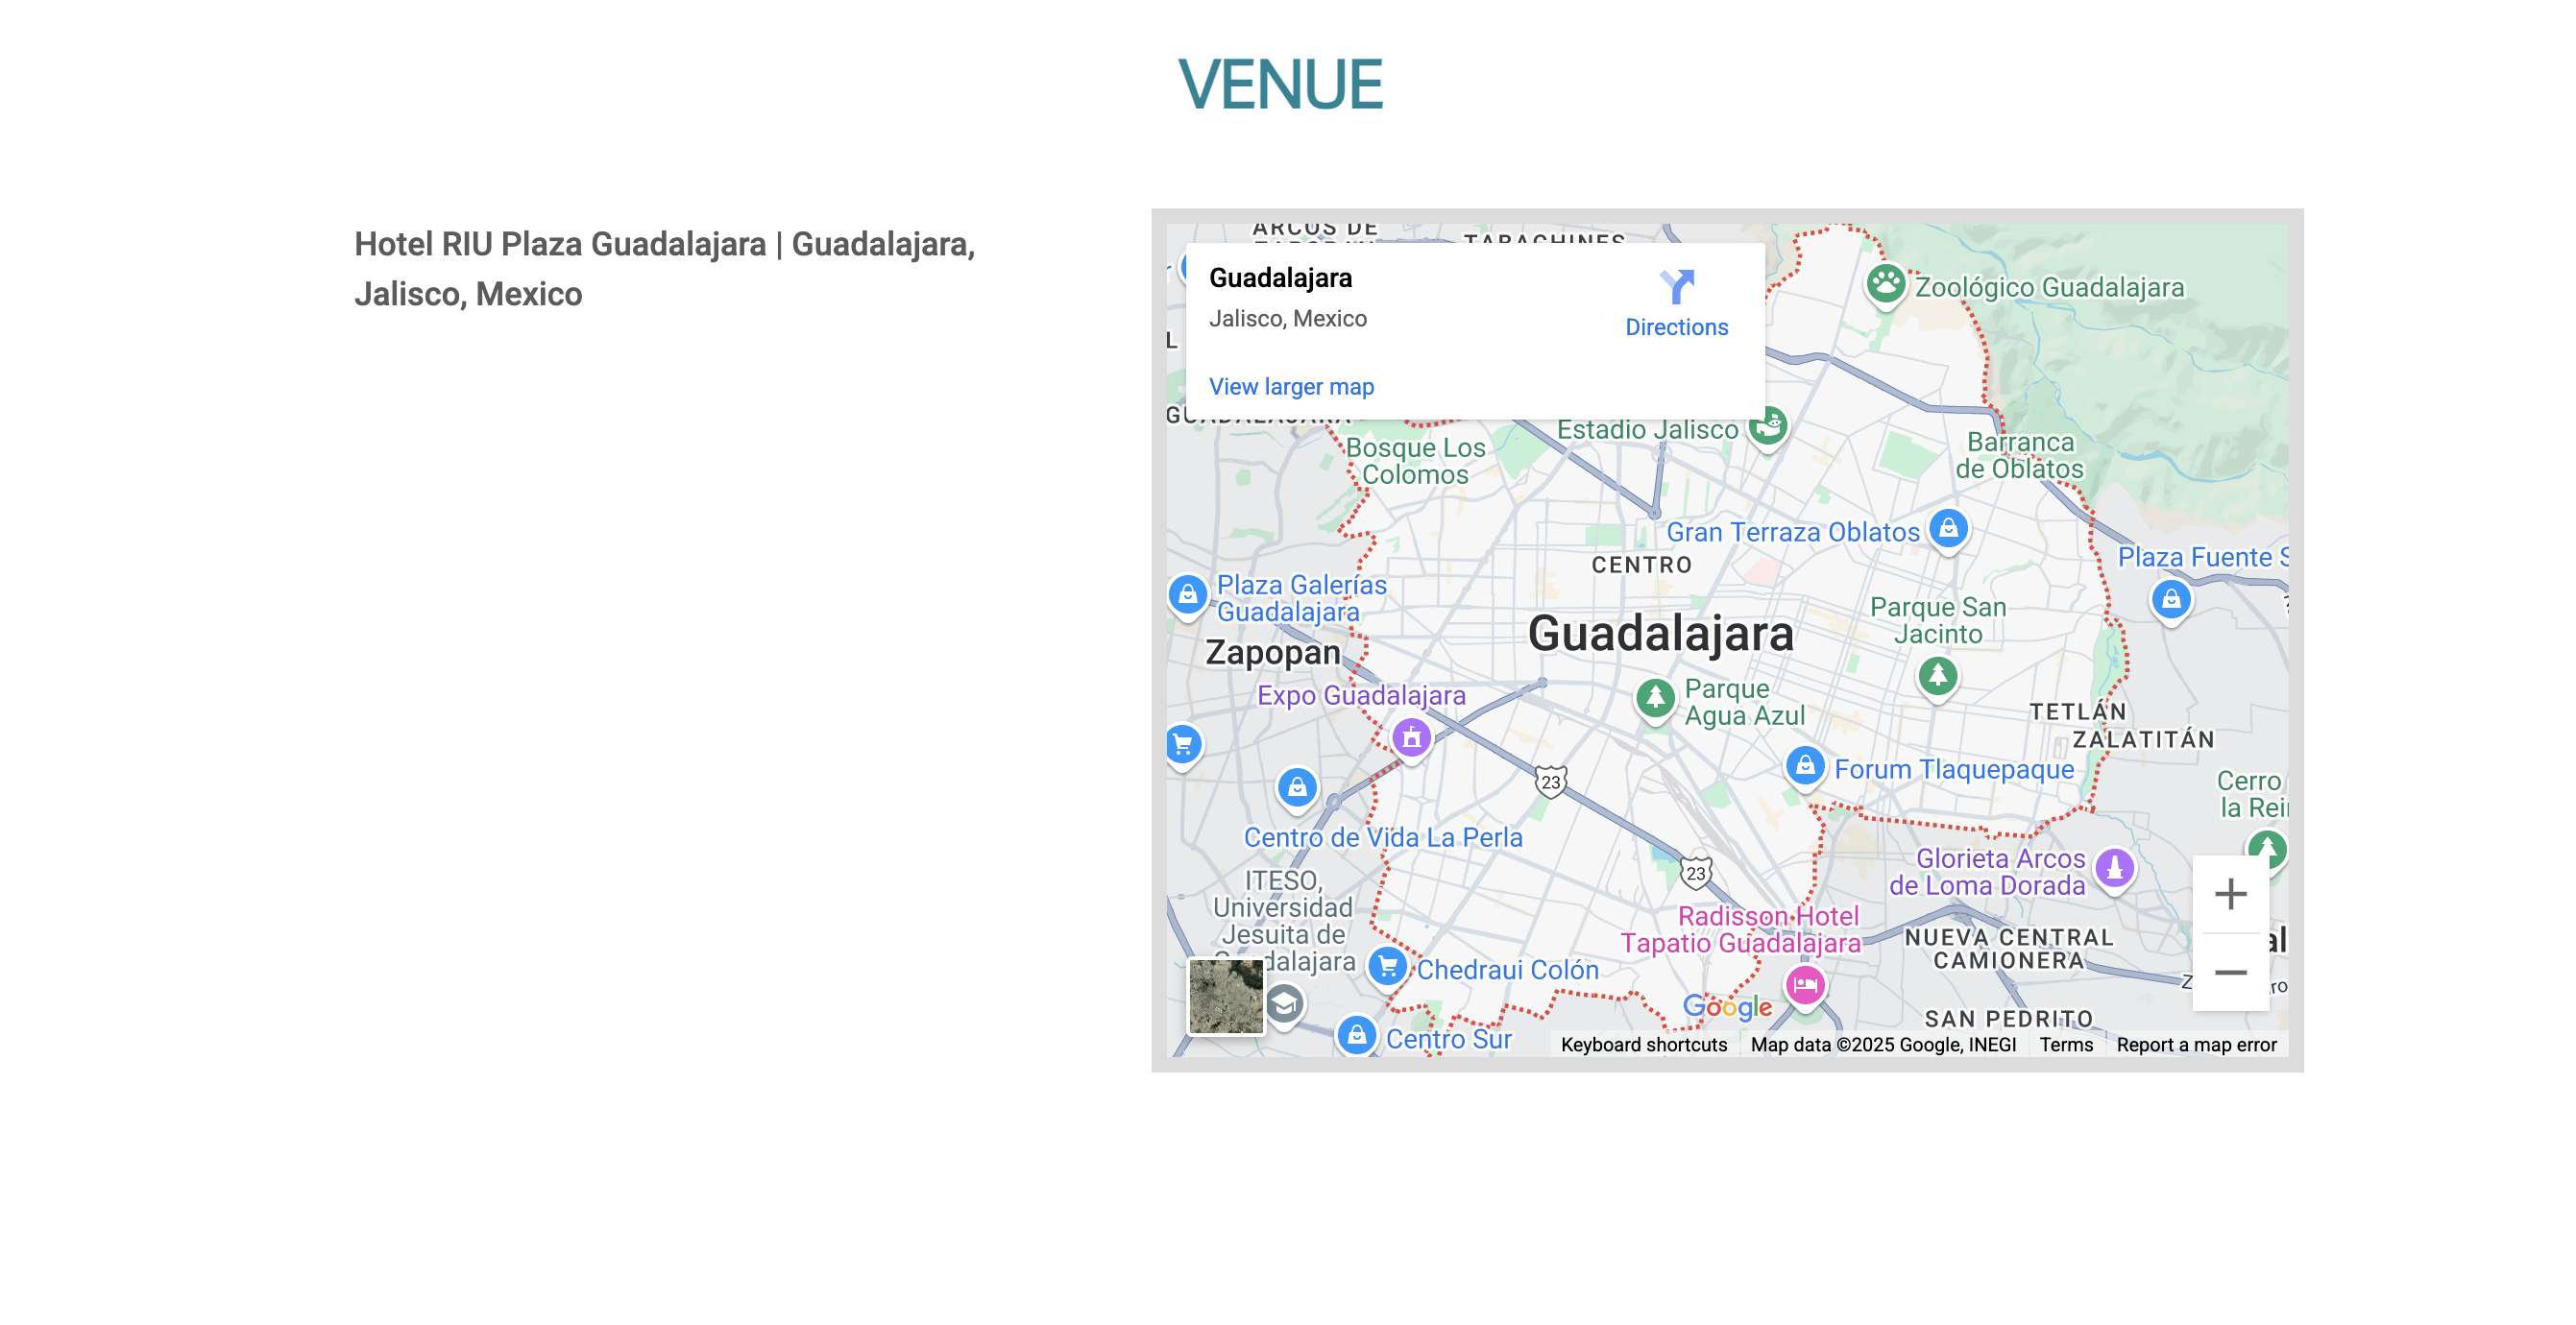 VENUE
Hotel RIU Plaza Guadalajara | Guadalajara,
Jalisco, Mexico
ARCOS DE
TABACHINES
Guadalajara
Jalisco, Mexico
Directions
View larger map
Zoológico Guadalajara
GUADALAJARA
Estadio Jalisco
Bosque Los
Colomos
Barranca
de Oblatos
Gran Terraza Oblatos
CENTRO
Plaza Fuente S
Plaza Galerías
Guadalajara
Zapopan
Guadalajara
Parque San
Jacinto
Expo Guadalajara
Parque
Agua Azul
TETLÁN
ZALATITÁN
Forum Tlaquepaque
23
Cerro
la Rei
Centro de Vida La Perla
23
Glorieta Arcos
de Loma Dorada
ITESO,
Universidad
Jesuita de
Guadalajara
Radisson Hotel
Tapatio Guadalajara
NUEVA CENTRAL
CAMIONERA
al
Chedraui Colón
Google
SAN PEDRITO
Centro Sur
Keyboard shortcuts
Map data ©2025 Google, INEGI
Terms
Report a map error